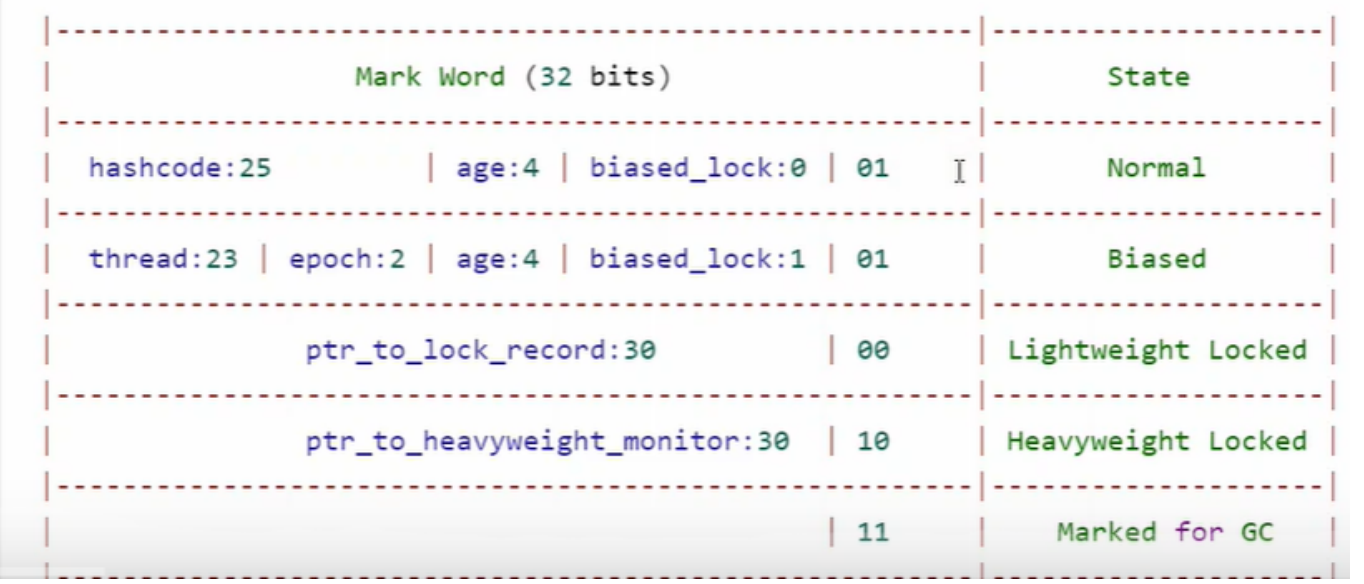 |-------------------------------------------------------|--------------------|
| Mark Word (32 bits) | State |
|-------------------------------------------------------|--------------------|
| hashcode:25 | age:4 | biased_lock:0 | 01 | Normal |
|-------------------------------------------------------|--------------------|
| thread:23 | epoch:2 | age:4 | biased_lock:1 | 01 | Biased |
|-------------------------------------------------------|--------------------|
| ptr_to_lock_record:30 | 00 | Lightweight Locked |
|-------------------------------------------------------|--------------------|
| ptr_to_heavyweight_monitor:30 | 10 | Heavyweight Locked |
|-------------------------------------------------------|--------------------|
| | 11 | Marked for GC |
|-------------------------------------------------------|--------------------|